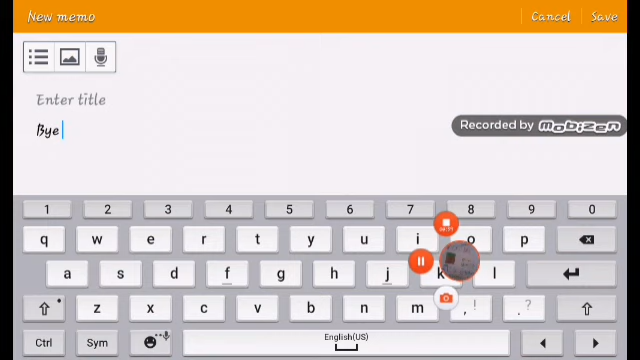 New memo
Cancel
Save
Enter title
Bye
Recorded by mobizen
1 2 3 4 5 6 7 8 9 0
q w e r t y u i o p
a s d f g h j k l
z x c v b n m , ! . ?
Ctrl Sym English(US)